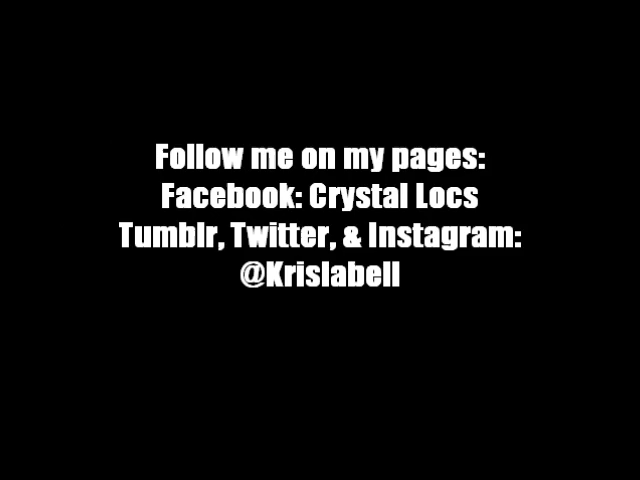 Follow me on my pages:
Facebook: Crystal Locs
Tumblr, Twitter, & Instagram:
@Krislabell